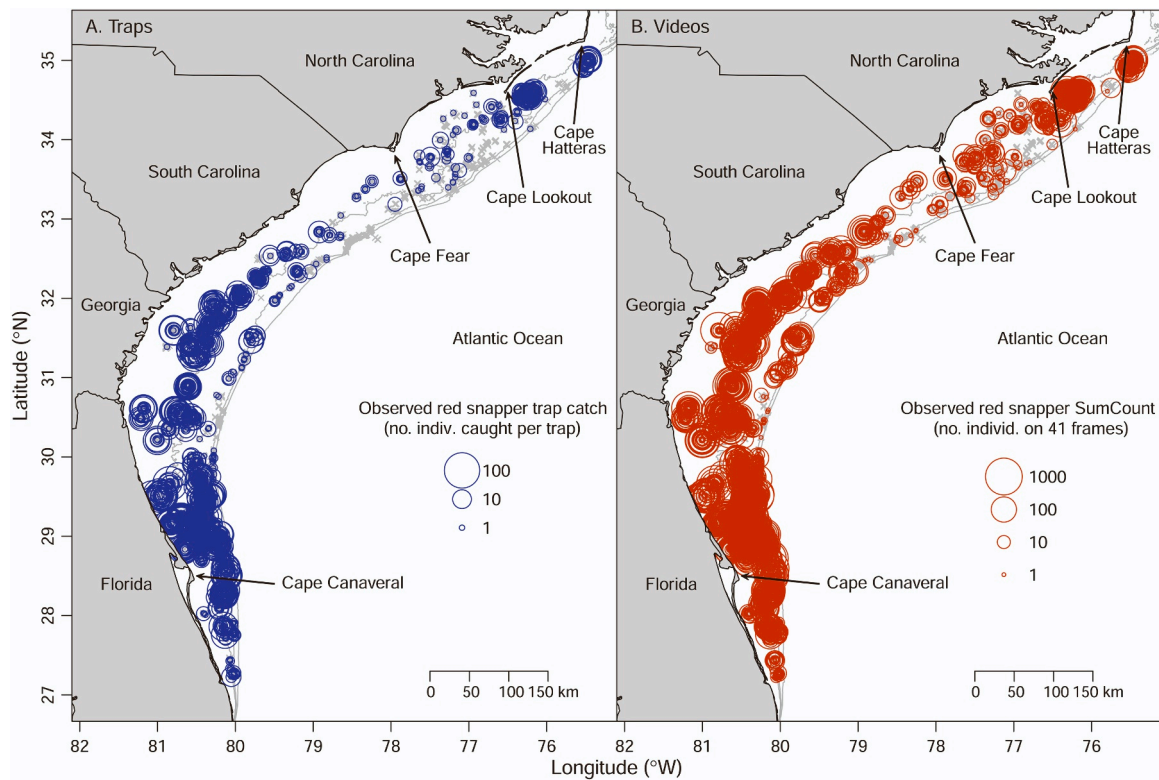 A. Traps
North Carolina
South Carolina
Georgia
Florida
Cape
Hatteras
Cape Lookout
Cape Fear
Atlantic Ocean
Observed red snapper trap catch
(no. indiv. caught per trap)
100
10
1
Cape Canaveral
0 50 100 150 km
B. Videos
North Carolina
South Carolina
Georgia
Florida
Cape
Hatteras
Cape Lookout
Cape Fear
Atlantic Ocean
Observed red snapper SumCount
(no. individ. on 41 frames)
1000
100
10
1
Cape Canaveral
0 50 100 150 km
Latitude (°N)
35
34
33
32
31
30
29
28
27
82 81 80 79 78 77 76
82 81 80 79 78 77 76
Longitude (°W)